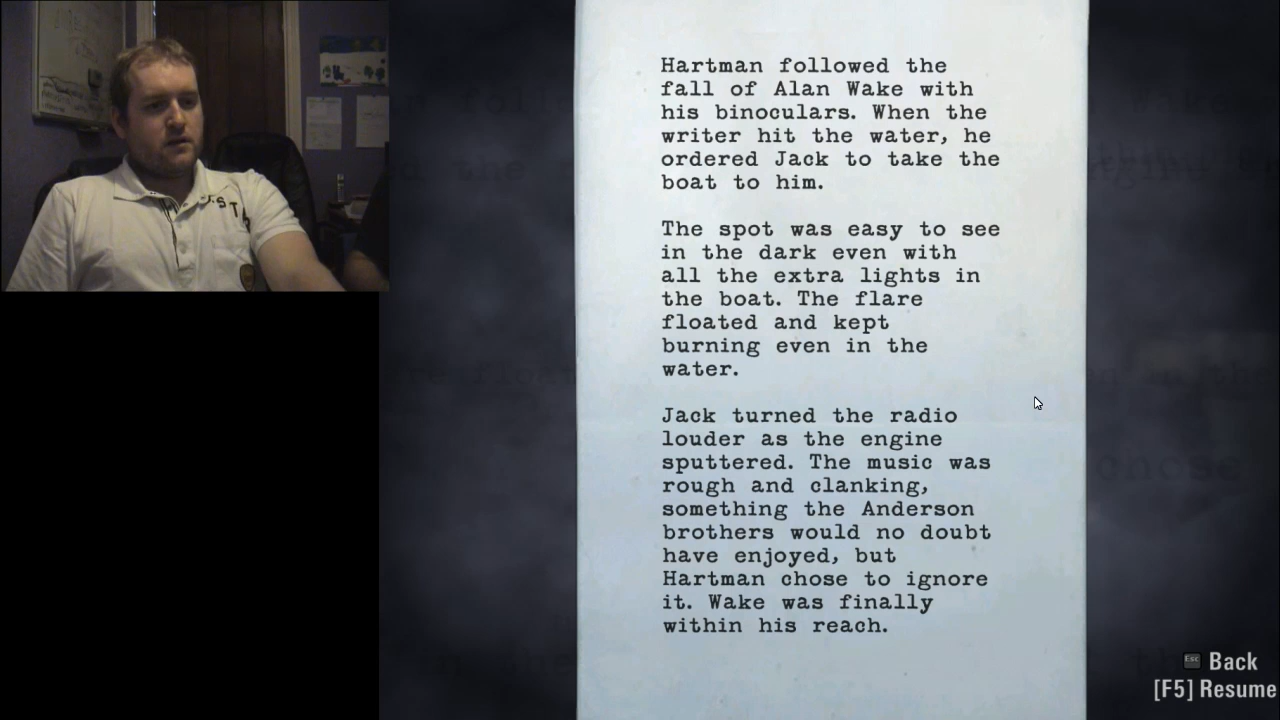 Hartman followed the
fall of Alan Wake with
his binoculars. When the
writer hit the water, he
ordered Jack to take the
boat to him.
The spot was easy to see
in the dark even with
all the extra lights in
the boat. The flare
floated and kept
burning even in the
water.
Jack turned the radio
louder as the engine
sputtered. The music was
rough and clanking,
something the Anderson
brothers would no doubt
have enjoyed, but
Hartman chose to ignore
it. Wake was finally
within his reach.
Esc Back
[F5] Resume